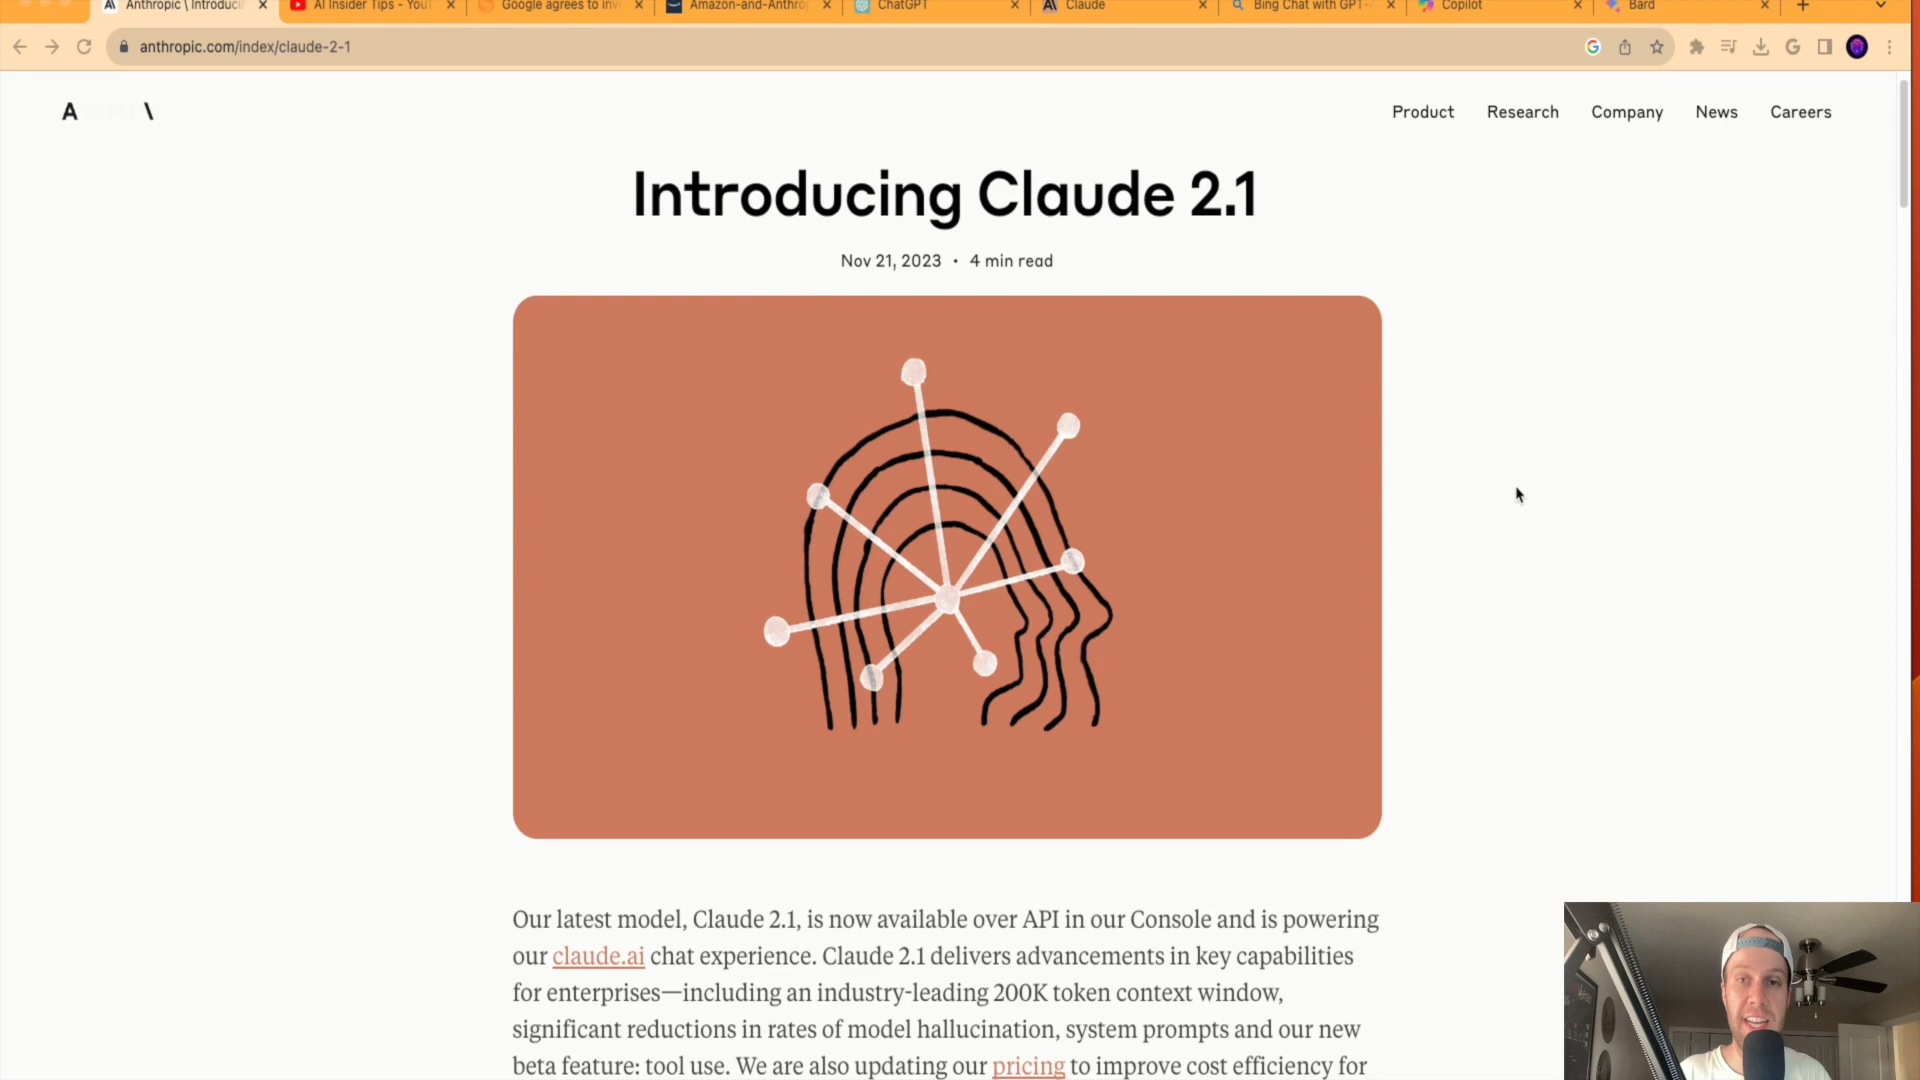 Anthropic \ Introducin
AI Insider Tips - YouT
Google agrees to inv
Amazon-and-Anthro
ChatGPT
Claude
Bing Chat with GPT-4
Copilot
Bard
anthropic.com/index/claude-2-1
A \
Product
Research
Company
News
Careers
Introducing Claude 2.1
Nov 21, 2023 • 4 min read
Our latest model, Claude 2.1, is now available over API in our Console and is powering
our claude.ai chat experience. Claude 2.1 delivers advancements in key capabilities
for enterprises—including an industry-leading 200K token context window,
significant reductions in rates of model hallucination, system prompts and our new
beta feature: tool use. We are also updating our pricing to improve cost efficiency for